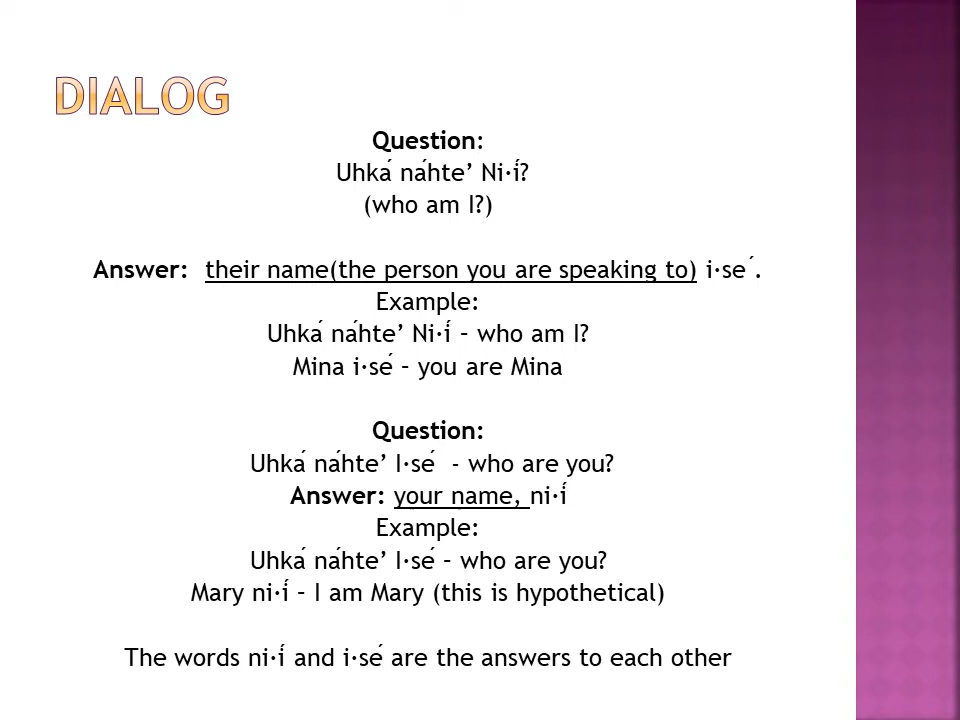 DIALOG
Question:
Uhká náhte’ Ni·í?
(who am I?)
Answer: their name(the person you are speaking to) i·se ́.
Example:
Uhká náhte’ Ni·í – who am I?
Mina i·sé – you are Mina
Question:
Uhká náhte’ I·sé - who are you?
Answer: your name, ni·í
Example:
Uhká náhte’ I·sé – who are you?
Mary ni·í – I am Mary (this is hypothetical)
The words ni·í and i·sé are the answers to each other